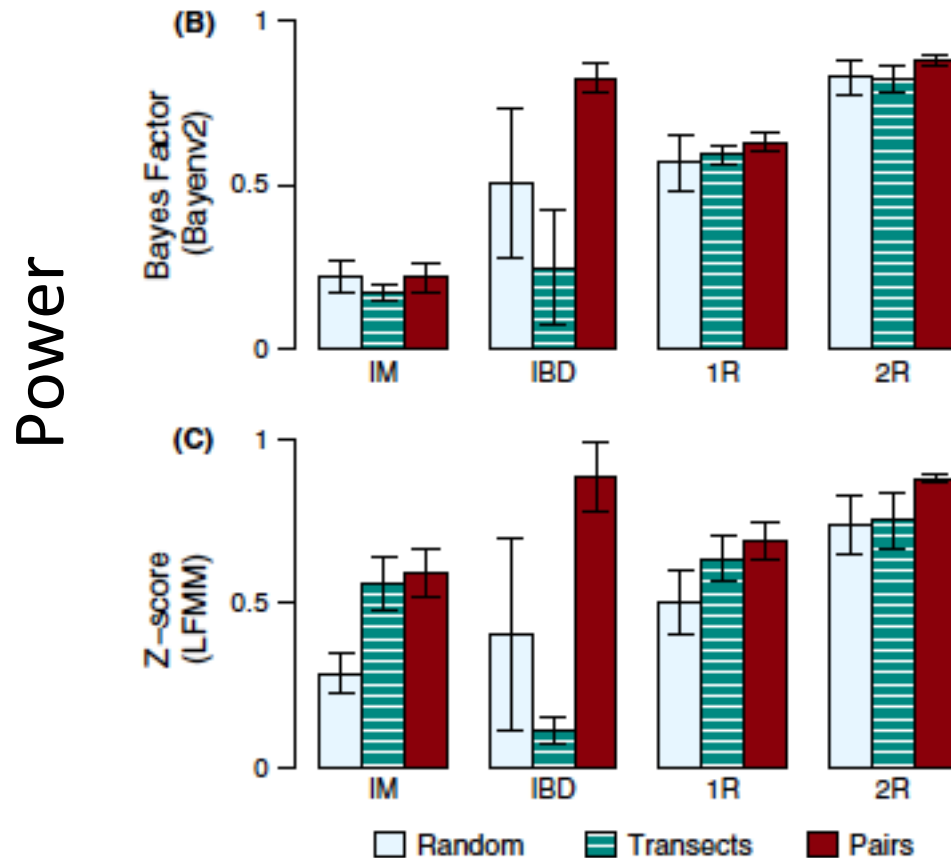 Power
(B)
Bayes Factor
(Bayenv2)
1
0.5
0
IM IBD 1R 2R
(C)
Z-score
(LFMM)
1
0.5
0
IM IBD 1R 2R
Random Transects Pairs